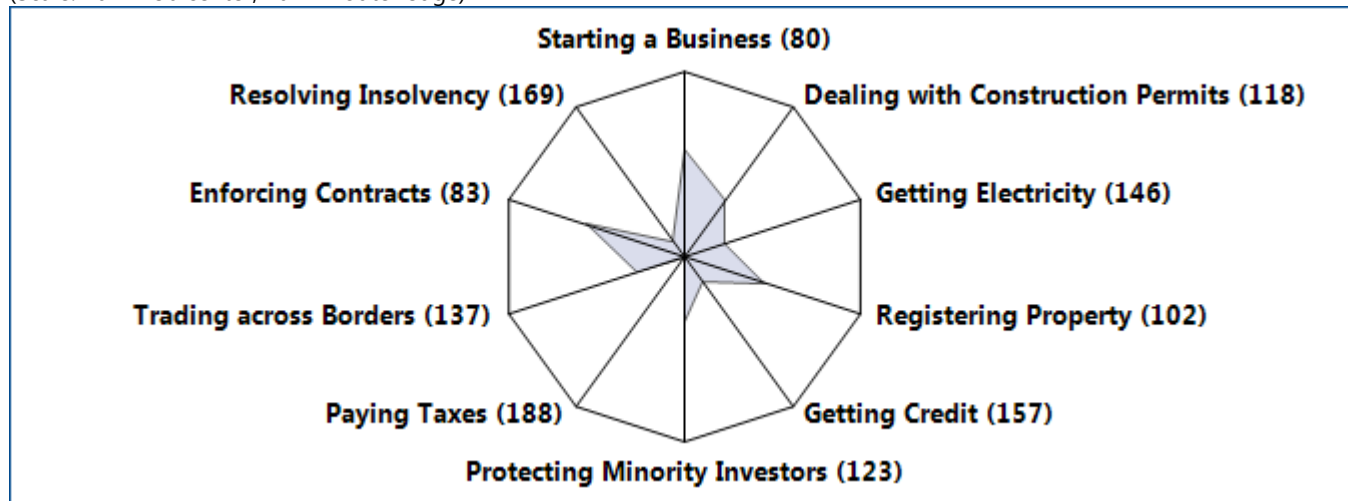 Starting a Business (80)
Resolving Insolvency (169)
Dealing with Construction Permits (118)
Enforcing Contracts (83)
Getting Electricity (146)
Trading across Borders (137)
Registering Property (102)
Paying Taxes (188)
Getting Credit (157)
Protecting Minority Investors (123)